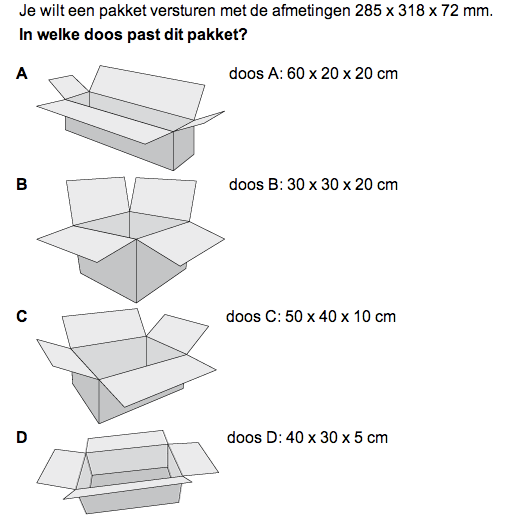 Je wilt een pakket versturen met de afmetingen 285 x 318 x 72 mm.
In welke doos past dit pakket?
A doos A: 60 x 20 x 20 cm
B doos B: 30 x 30 x 20 cm
C doos C: 50 x 40 x 10 cm
D doos D: 40 x 30 x 5 cm